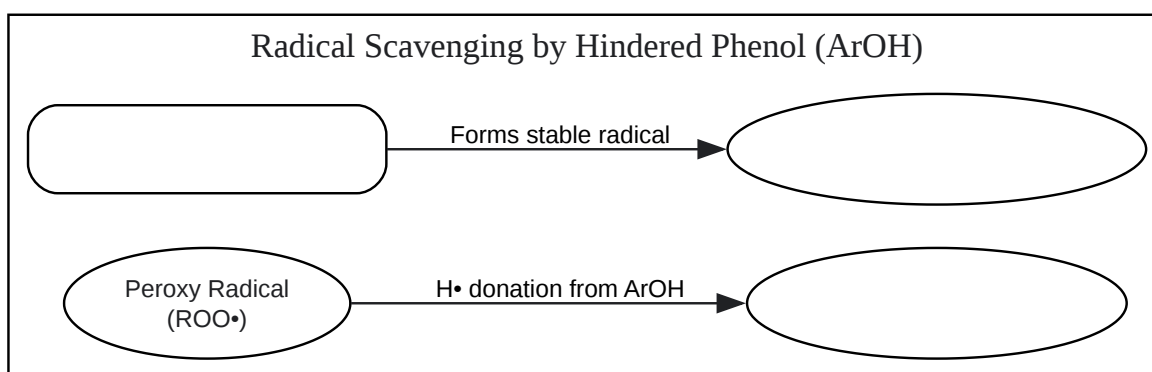 Radical Scavenging by Hindered Phenol (ArOH)
Forms stable radical
Peroxy Radical
(ROO•)
H• donation from ArOH